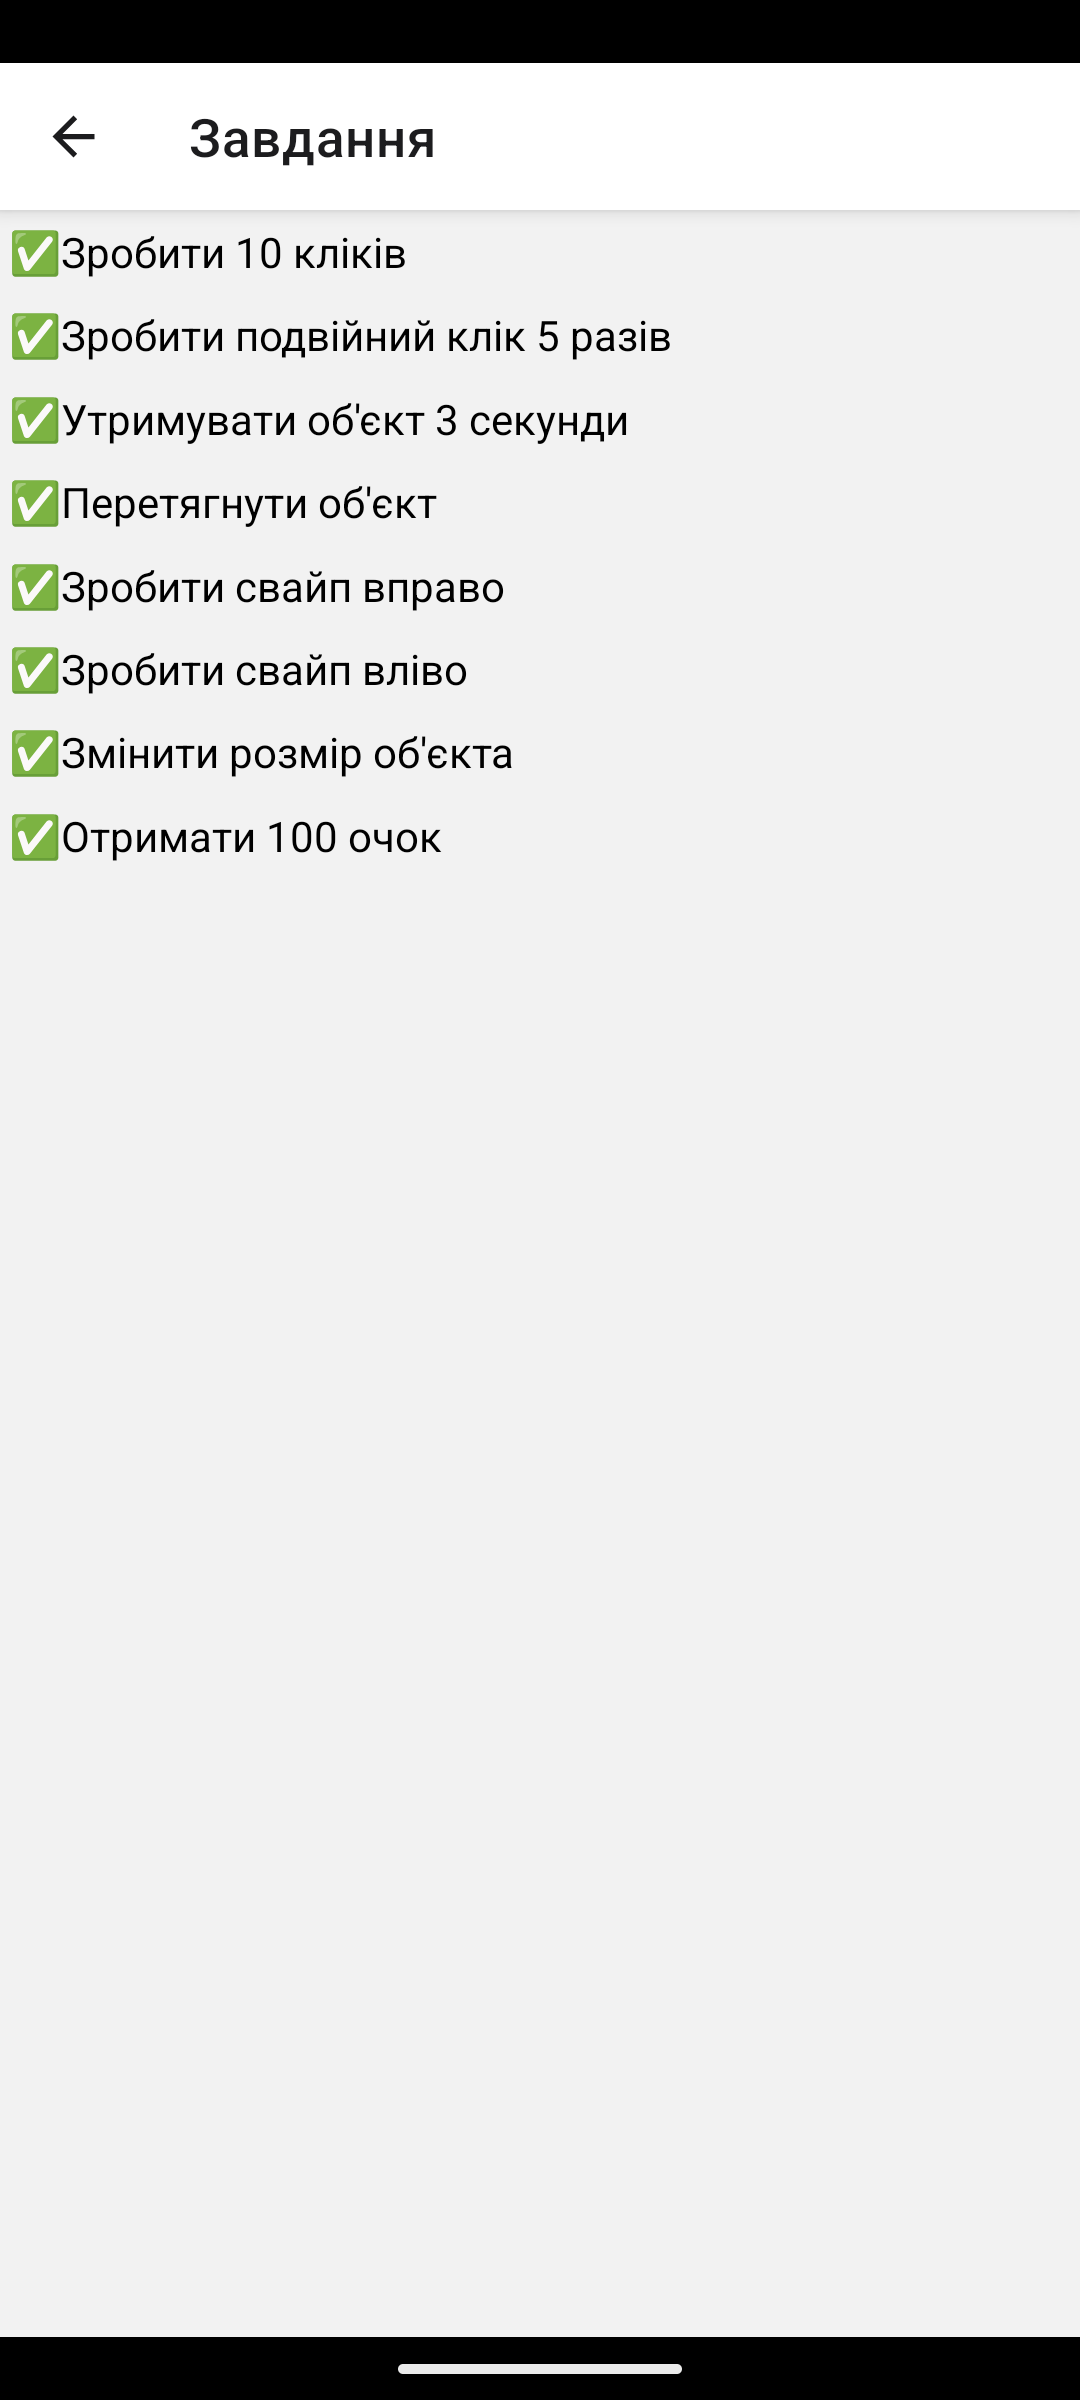 Завдання
✅Зробити 10 кліків
✅Зробити подвійний клік 5 разів
✅Утримувати об'єкт 3 секунди
✅Перетягнути об'єкт
✅Зробити свайп вправо
✅Зробити свайп вліво
✅Змінити розмір об'єкта
✅Отримати 100 очок